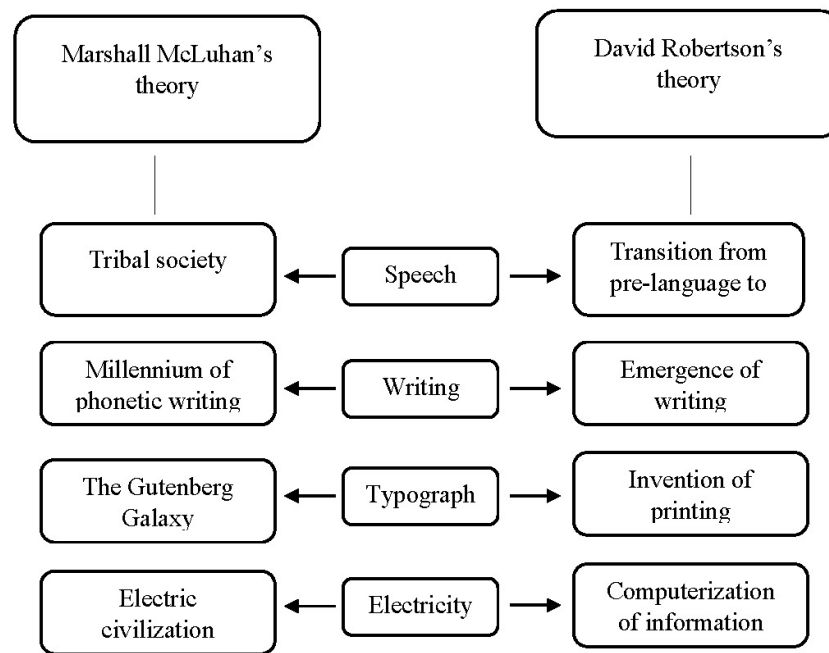 Marshall McLuhan’s
theory
David Robertson’s
theory
Tribal society
Speech
Transition from
pre-language to
Millennium of
phonetic writing
Writing
Emergence of
writing
The Gutenberg
Galaxy
Typograph
Invention of
printing
Electric
civilization
Electricity
Computerization
of information